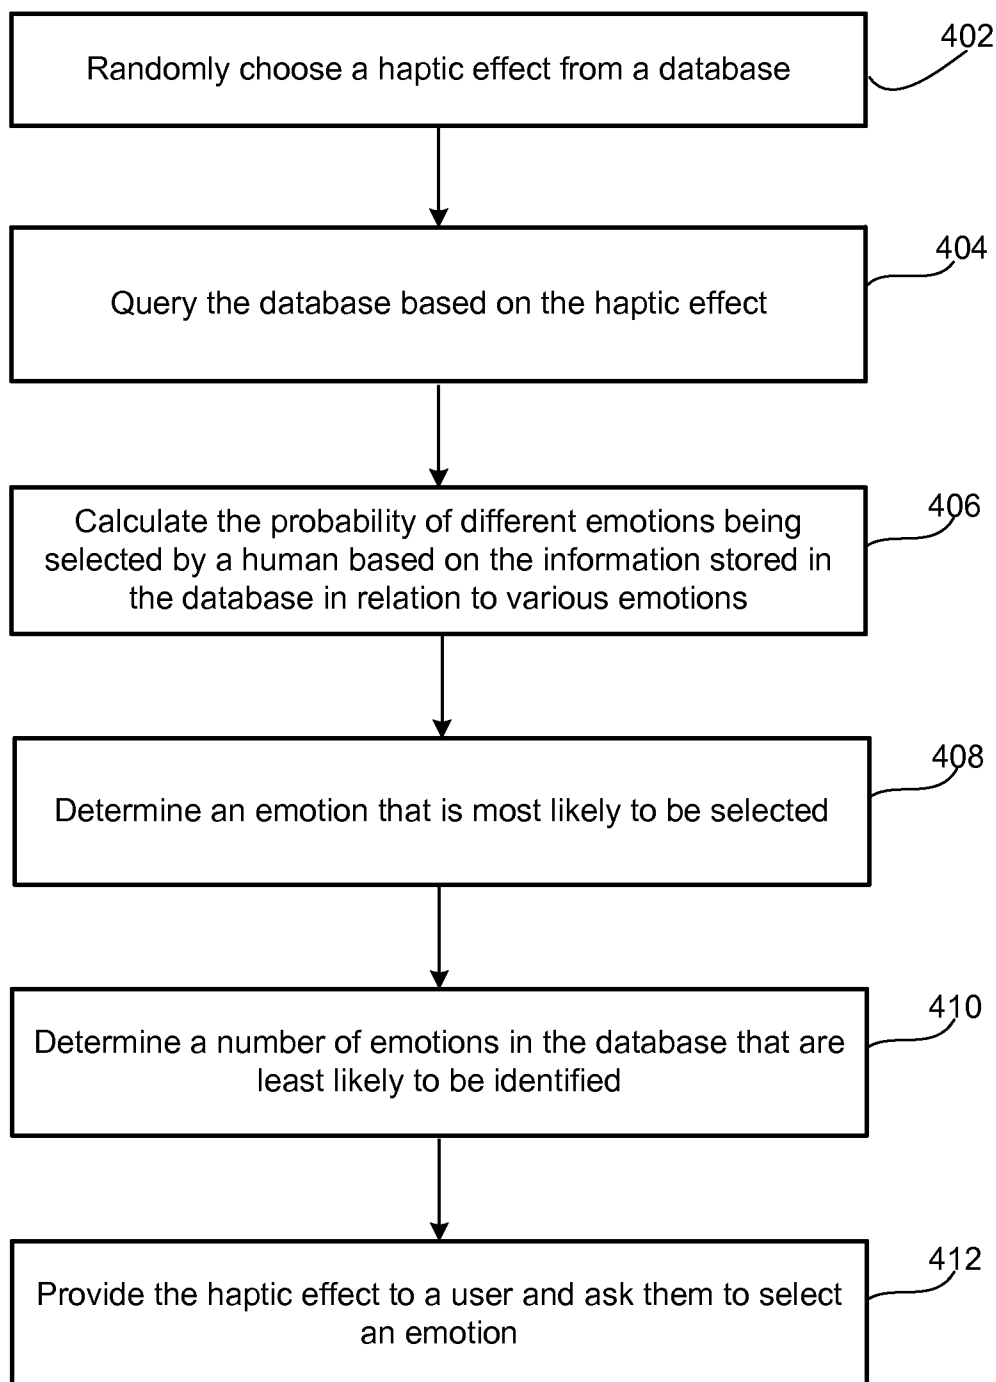 Randomly choose a haptic effect from a database
402
Query the database based on the haptic effect
404
Calculate the probability of different emotions being
selected by a human based on the information stored in
the database in relation to various emotions
406
Determine an emotion that is most likely to be selected
408
Determine a number of emotions in the database that are
least likely to be identified
410
Provide the haptic effect to a user and ask them to select
an emotion
412